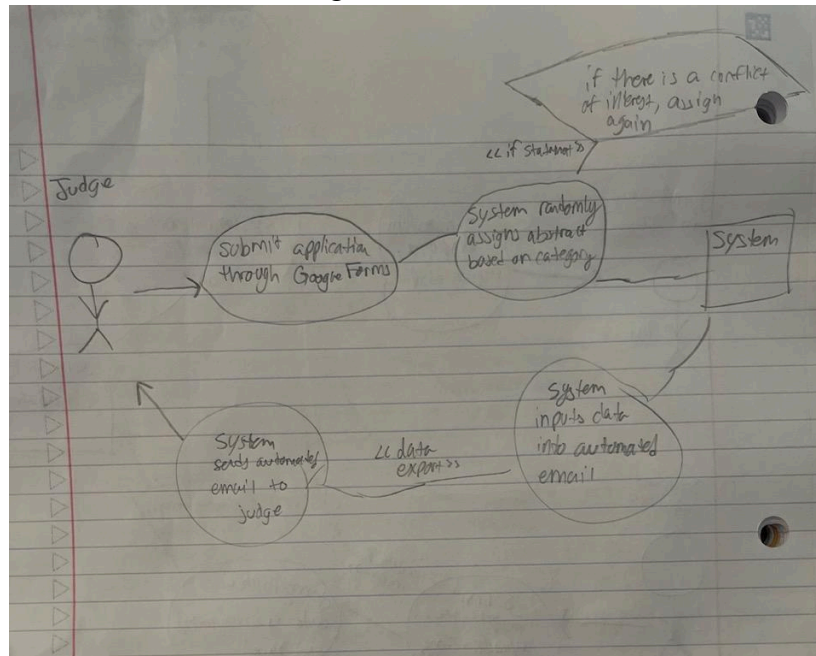 if there is a conflict
of interest, assign
again
<< if statement >>
Judge
submit application
through Google Forms
System randomly
assigns abstract
based on category
System
System
inputs data
into automated
email
<< data
export >>
System
sends automated
email to
judge